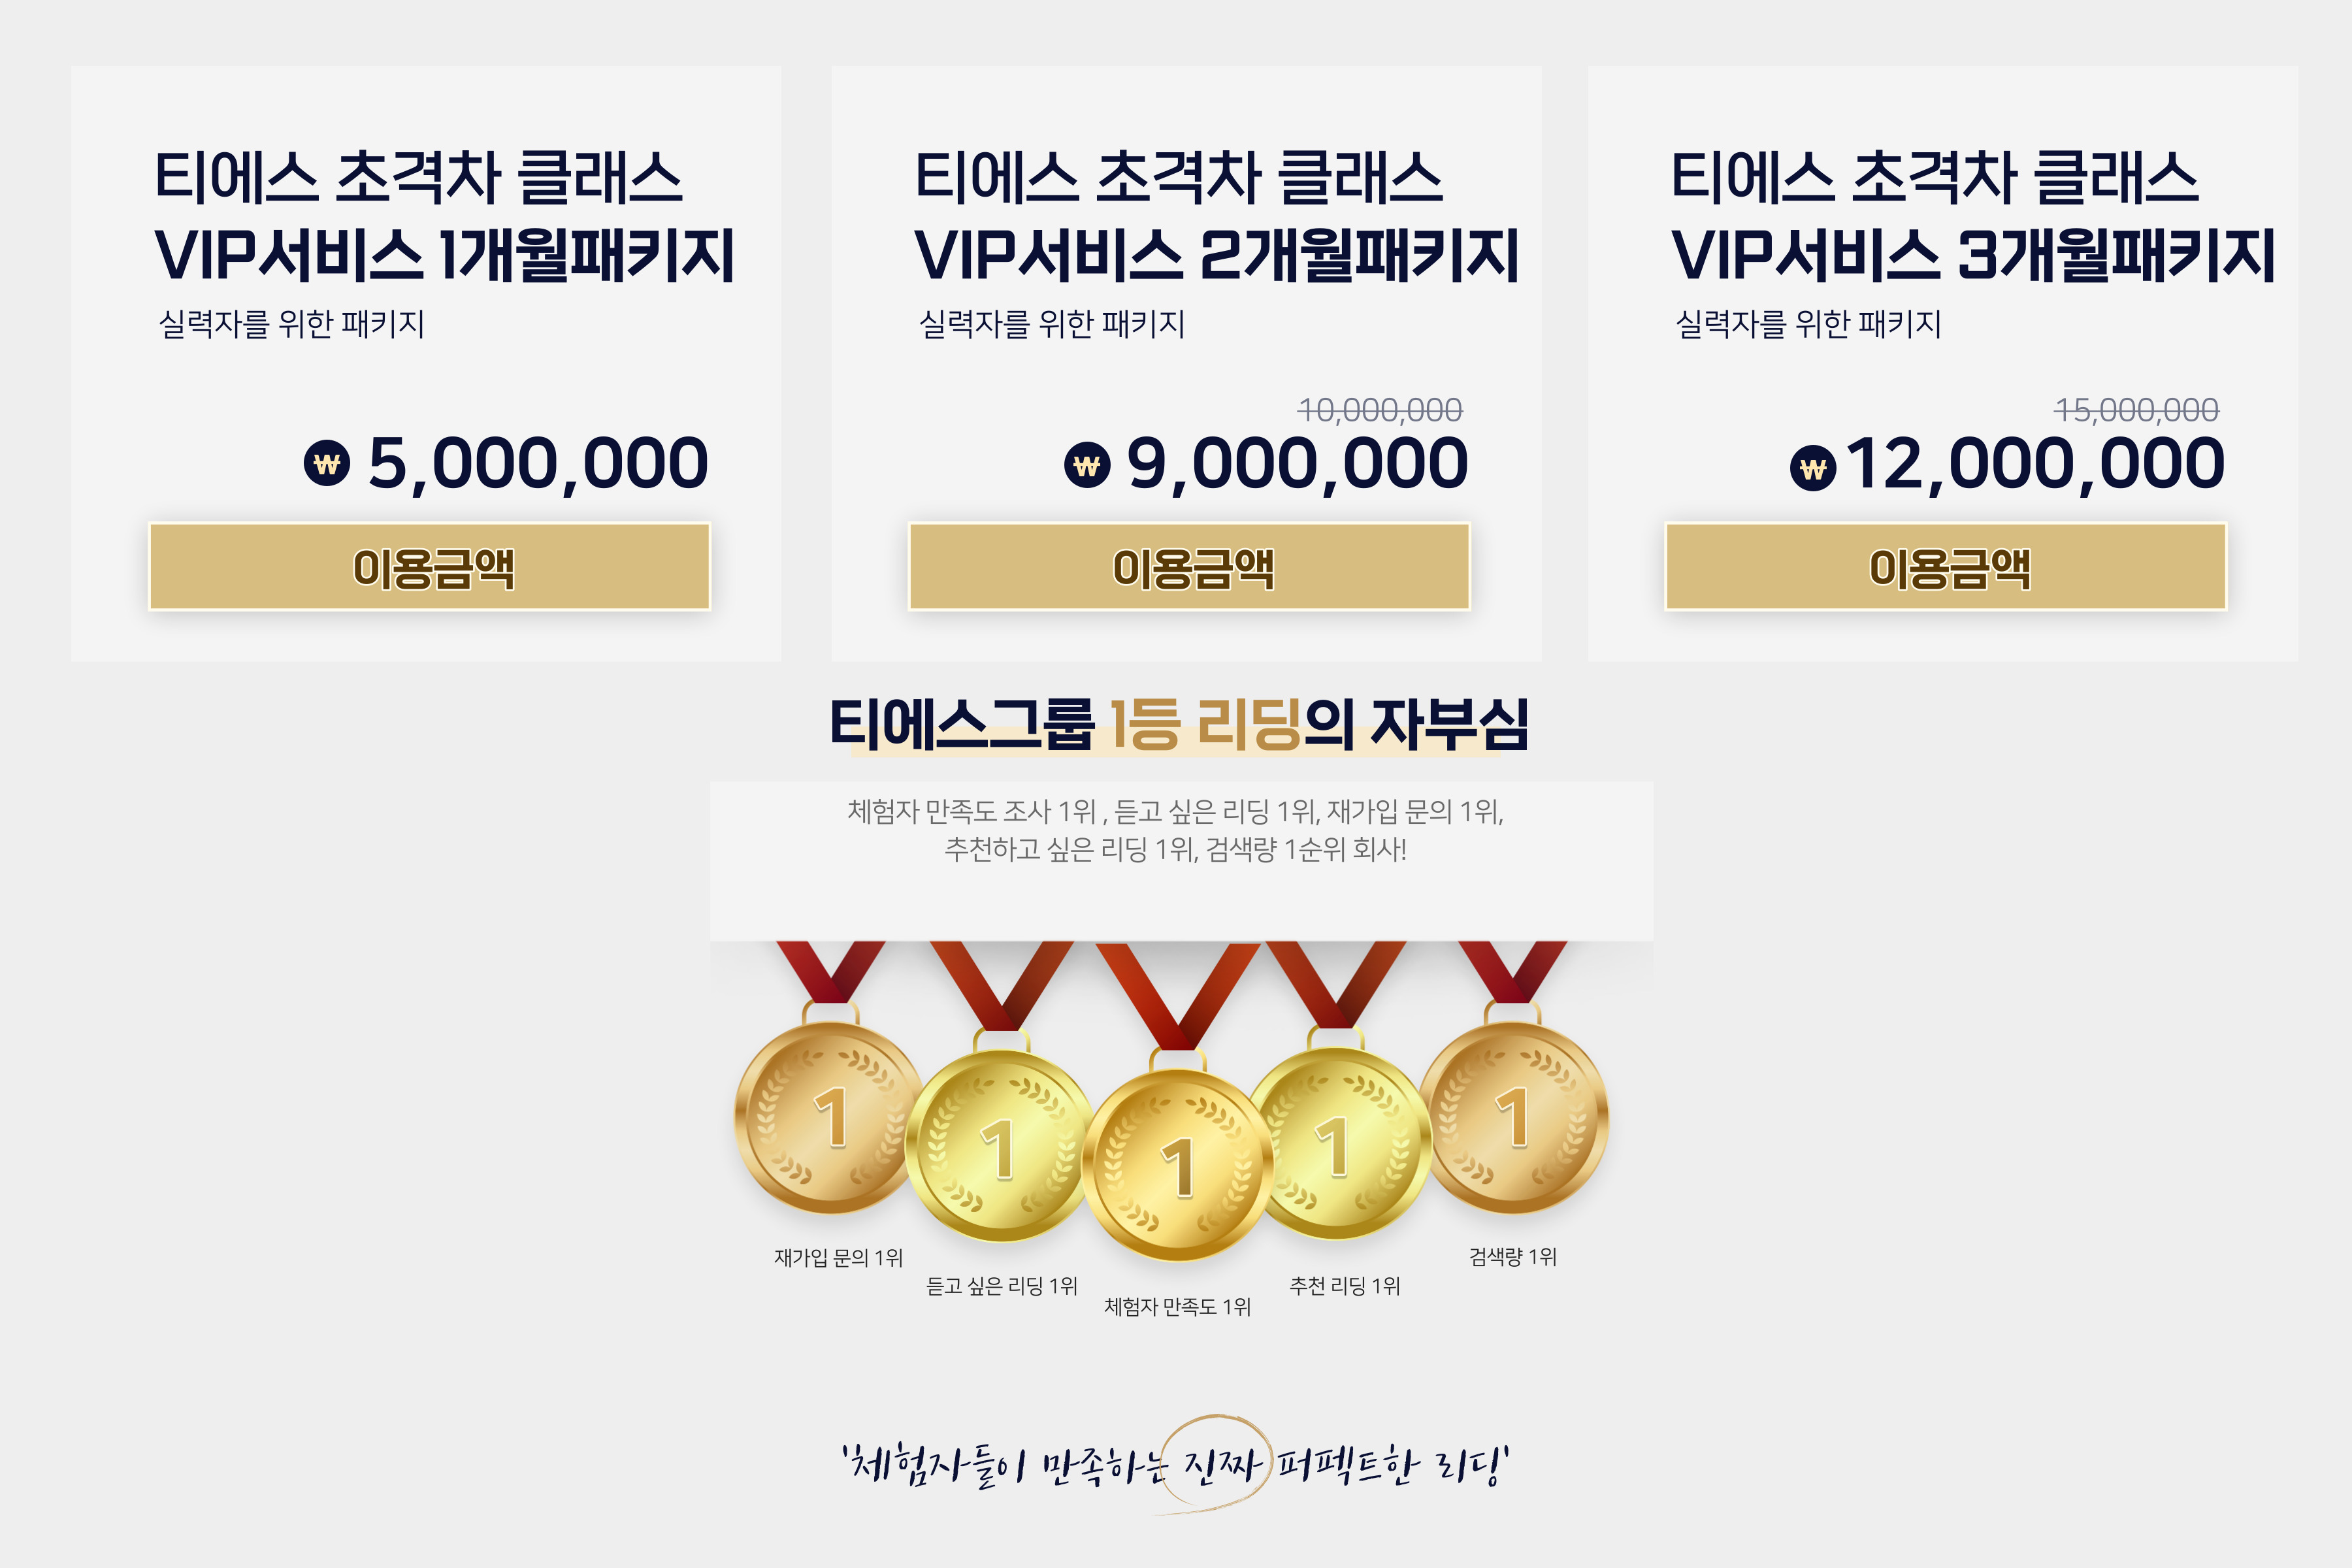 티에스 초격차 클래스
VIP서비스 1개월패키지
실력자를 위한 패키지
₩ 5,000,000
이용금액
티에스 초격차 클래스
VIP서비스 2개월패키지
실력자를 위한 패키지
10,000,000
₩ 9,000,000
이용금액
티에스 초격차 클래스
VIP서비스 3개월패키지
실력자를 위한 패키지
15,000,000
₩ 12,000,000
이용금액
티에스그룹 1등 리딩의 자부심
체험자 만족도 조사 1위 , 듣고 싶은 리딩 1위, 재가입 문의 1위,
추천하고 싶은 리딩 1위, 검색량 1순위 회사!
1
1
1
1
1
재가입 문의 1위
듣고 싶은 리딩 1위
체험자 만족도 1위
추천 리딩 1위
검색량 1위
'체험자들이 만족하는 진짜 퍼펙트한 리딩'